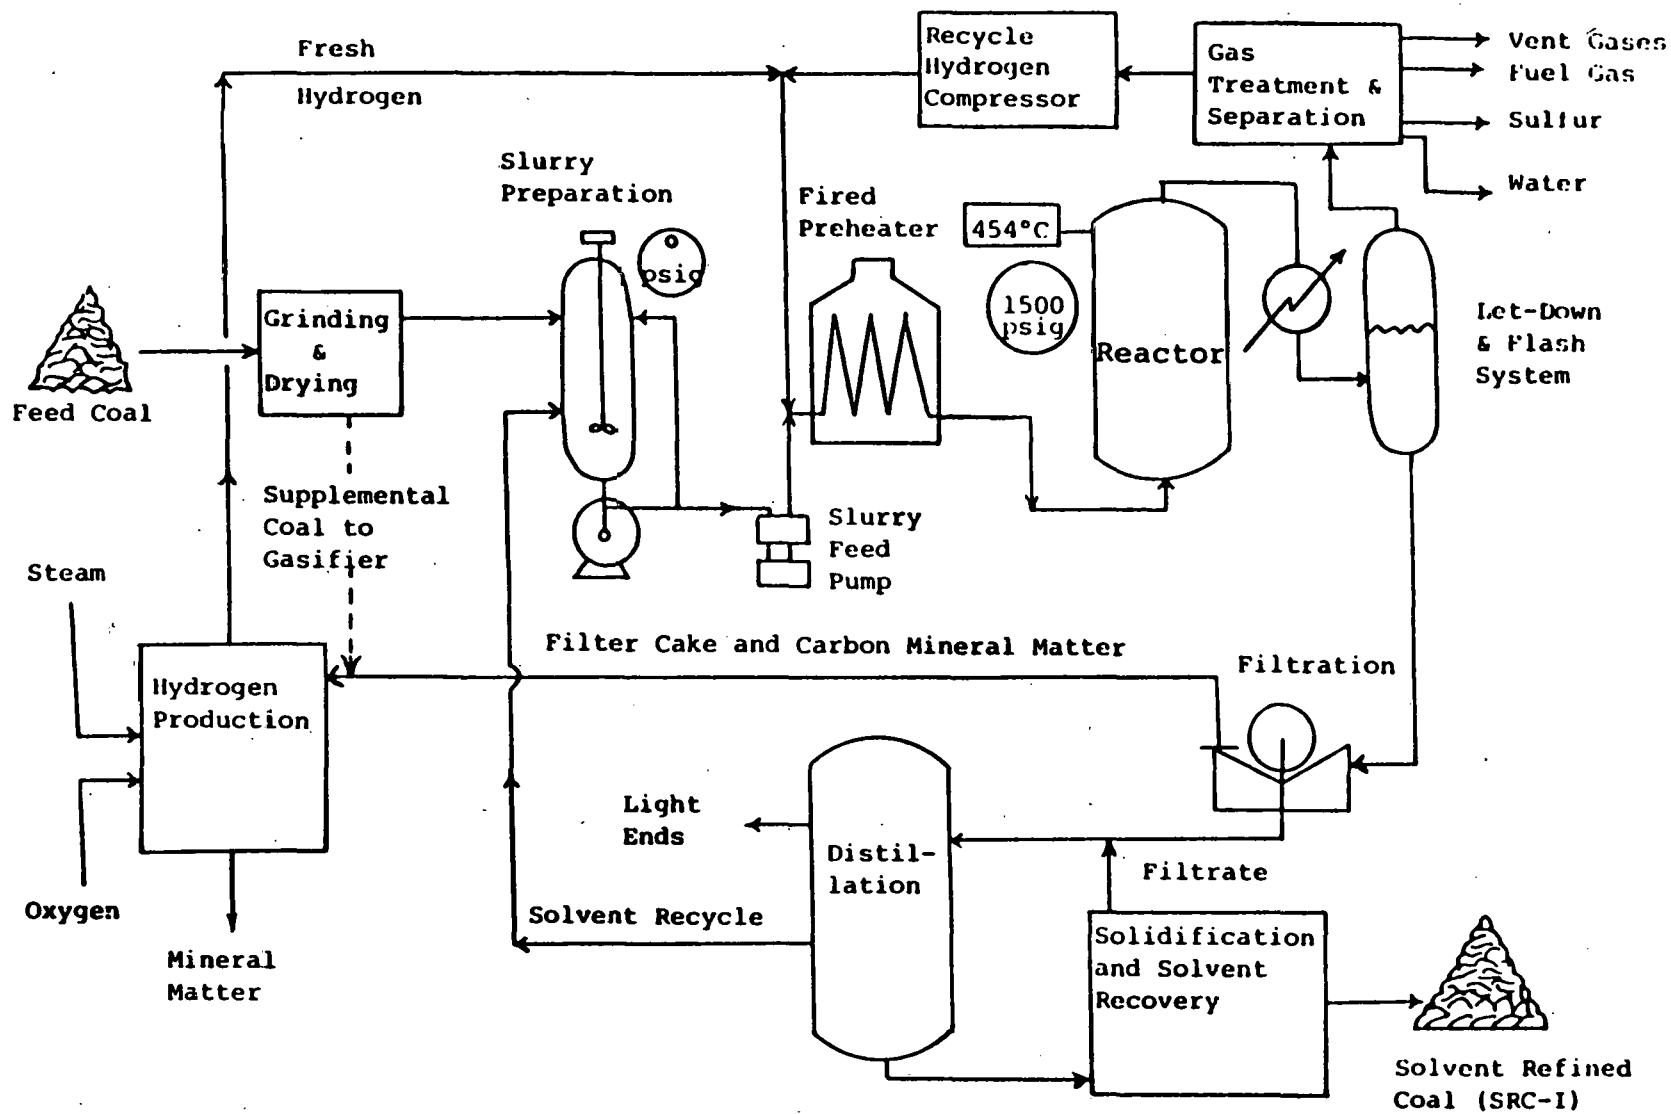 Fresh
Hydrogen
Recycle
Hydrogen
Compressor
Gas
Treatment &
Separation
Vent Gases
Fuel Gas
Sulfur
Water
Slurry
Preparation
0
psig
Fired
Preheater
454°C
1500
psig
Reactor
Let-Down
& Flash
System
Grinding
&
Drying
Feed Coal
Supplemental
Coal to
Gasifier
Slurry
Feed
Pump
Steam
Hydrogen
Production
Oxygen
Mineral
Matter
Filter Cake and Carbon Mineral Matter
Filtration
Light
Ends
Distil-
lation
Filtrate
Solvent Recycle
Solidification
and Solvent
Recovery
Solvent Refined
Coal (SRC-I)